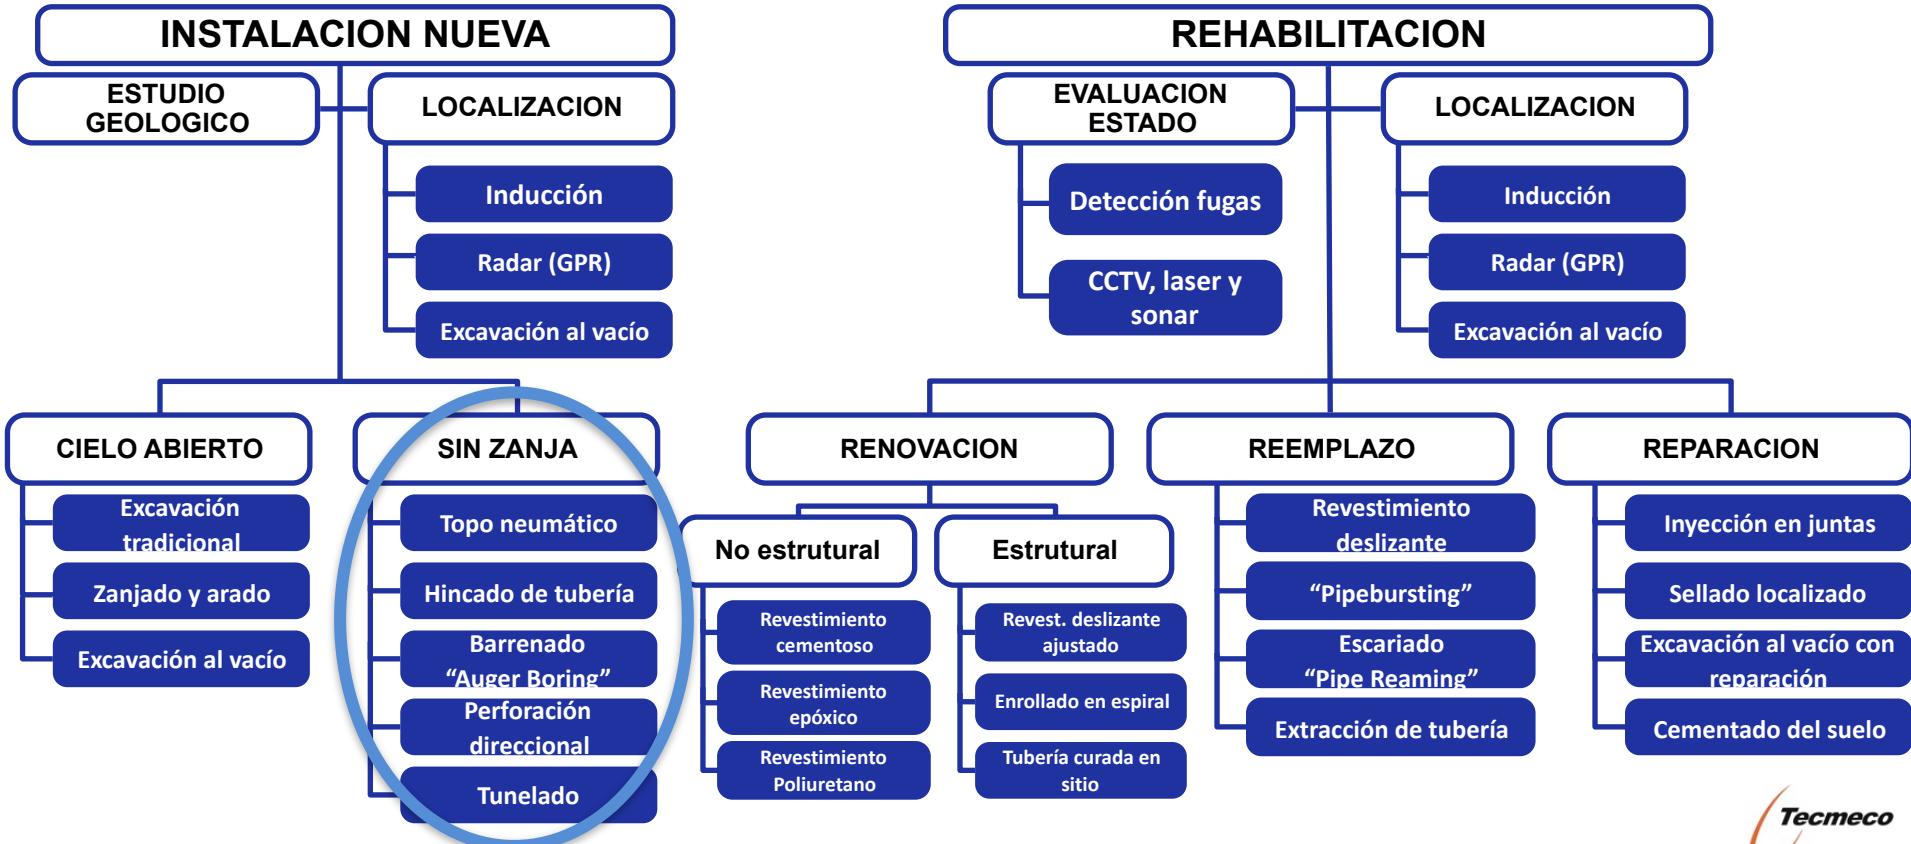 INSTALACION NUEVA
ESTUDIO
GEOLOGICO
LOCALIZACION
Inducción
Radar (GPR)
Excavación al vacío
CIELO ABIERTO
Excavación
tradicional
Zanjado y arado
Excavación al vacío
SIN ZANJA
Topo neumático
Hincado de tubería
Barrenado
“Auger Boring”
Perforación
direccional
Tunelado
REHABILITACION
EVALUACION
ESTADO
Detección fugas
CCTV, laser y
sonar
LOCALIZACION
Inducción
Radar (GPR)
Excavación al vacío
RENOVACION
No estrutural
Revestimiento
cementoso
Revestimiento
epóxico
Revestimiento
Poliuretano
Estrutural
Revest. deslizante
ajustado
Enrollado en espiral
Tubería curada en
sitio
REEMPLAZO
Revestimiento
deslizante
“Pipebursting”
Escariado
“Pipe Reaming”
Extracción de tubería
REPARACION
Inyección en juntas
Sellado localizado
Excavación al vacío con
reparación
Cementado del suelo
Tecmeco